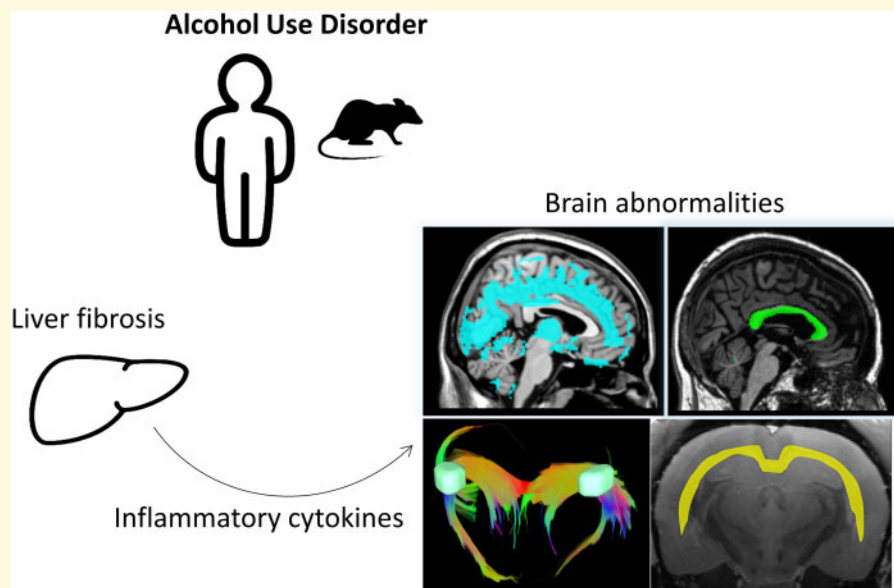 Alcohol Use Disorder
Brain abnormalities
Liver fibrosis
Inflammatory cytokines